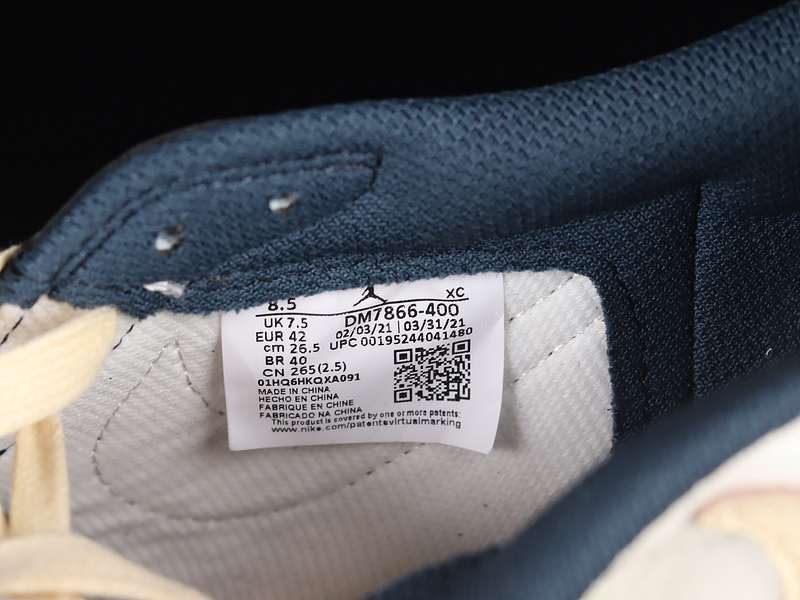 8.5 XC
UK 7.5 DM7866-400
EUR 42 02/03/21 | 03/31/21
cm 26.5 UPC 00195244041480
BR 40
CN 265(2.5)
01HQ6HKQXA091
MADE IN CHINA
HECHO EN CHINA
FABRIQUE EN CHINE
FABRICADO NA CHINA
This product is covered by one or more patents:
www.nike.com/patentsvirtualmarking